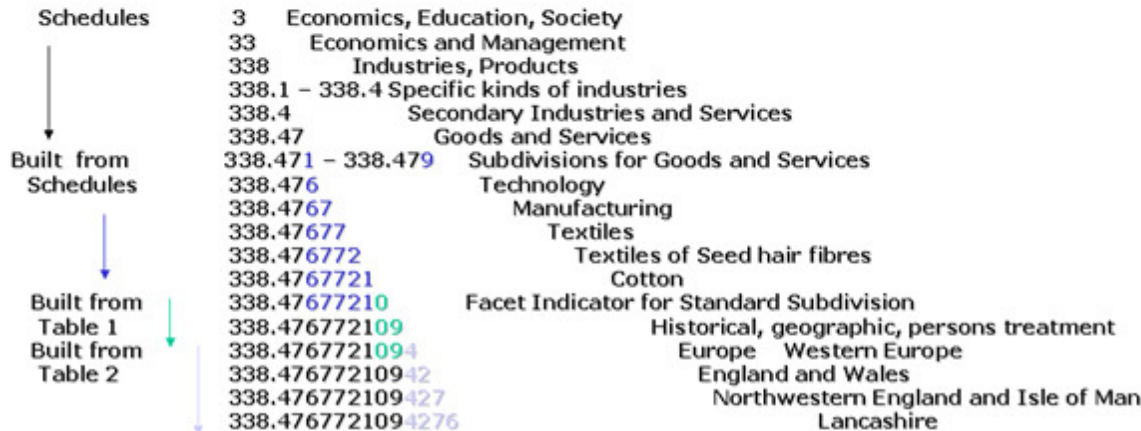 Schedules 3 Economics, Education, Society
33 Economics and Management
338 Industries, Products
338.1 – 338.4 Specific kinds of industries
338.4 Secondary Industries and Services
338.47 Goods and Services
Built from 338.471 – 338.479 Subdivisions for Goods and Services
Schedules 338.476 Technology
338.4767 Manufacturing
338.47677 Textiles
338.476772 Textiles of Seed hair fibres
338.4767721 Cotton
Built from 338.47677210 Facet Indicator for Standard Subdivision
Table 1 338.476772109 Historical, geographic, persons treatment
Built from 338.4767721094 Europe Western Europe
Table 2 338.47677210942 England and Wales
338.476772109427 Northwestern England and Isle of Man
338.4767721094276 Lancashire